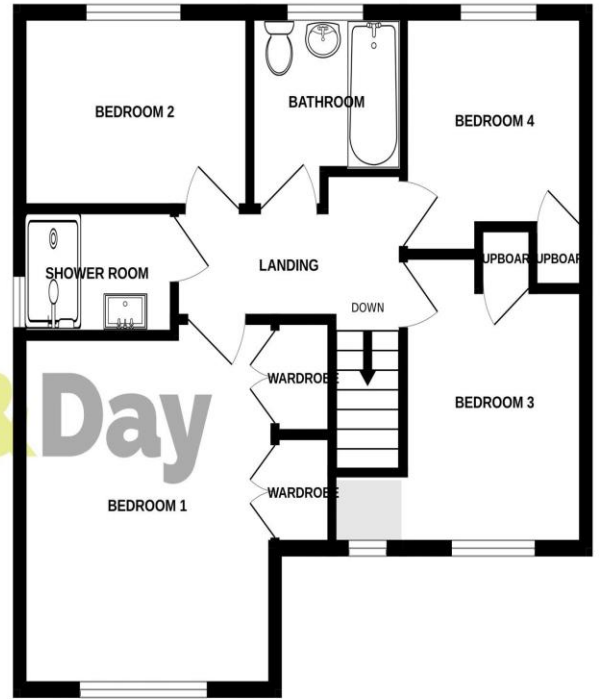 BEDROOM 2
BATHROOM
BEDROOM 4
SHOWER ROOM
LANDING
UPBOAR
UPBOAR
DOWN
WARDROBE
BEDROOM 3
&Day
WARDROBE
BEDROOM 1